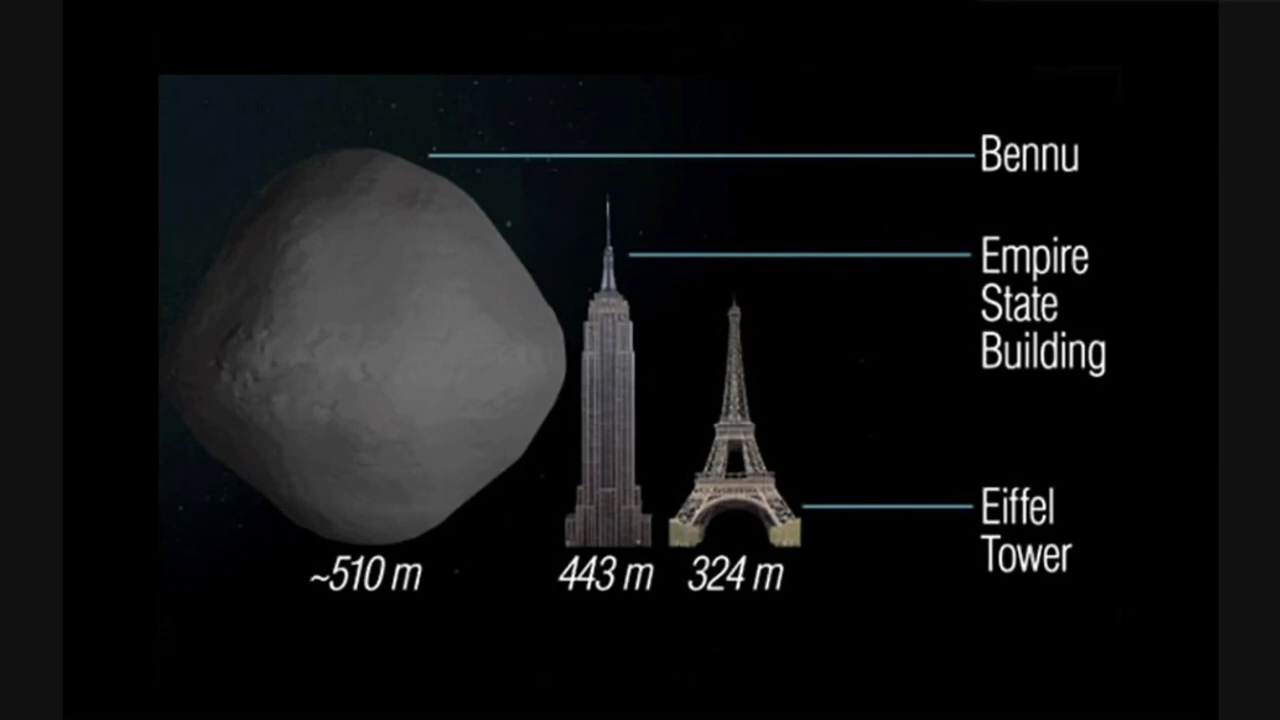 Bennu
Empire
State
Building
Eiffel
Tower
~510 m
443 m
324 m